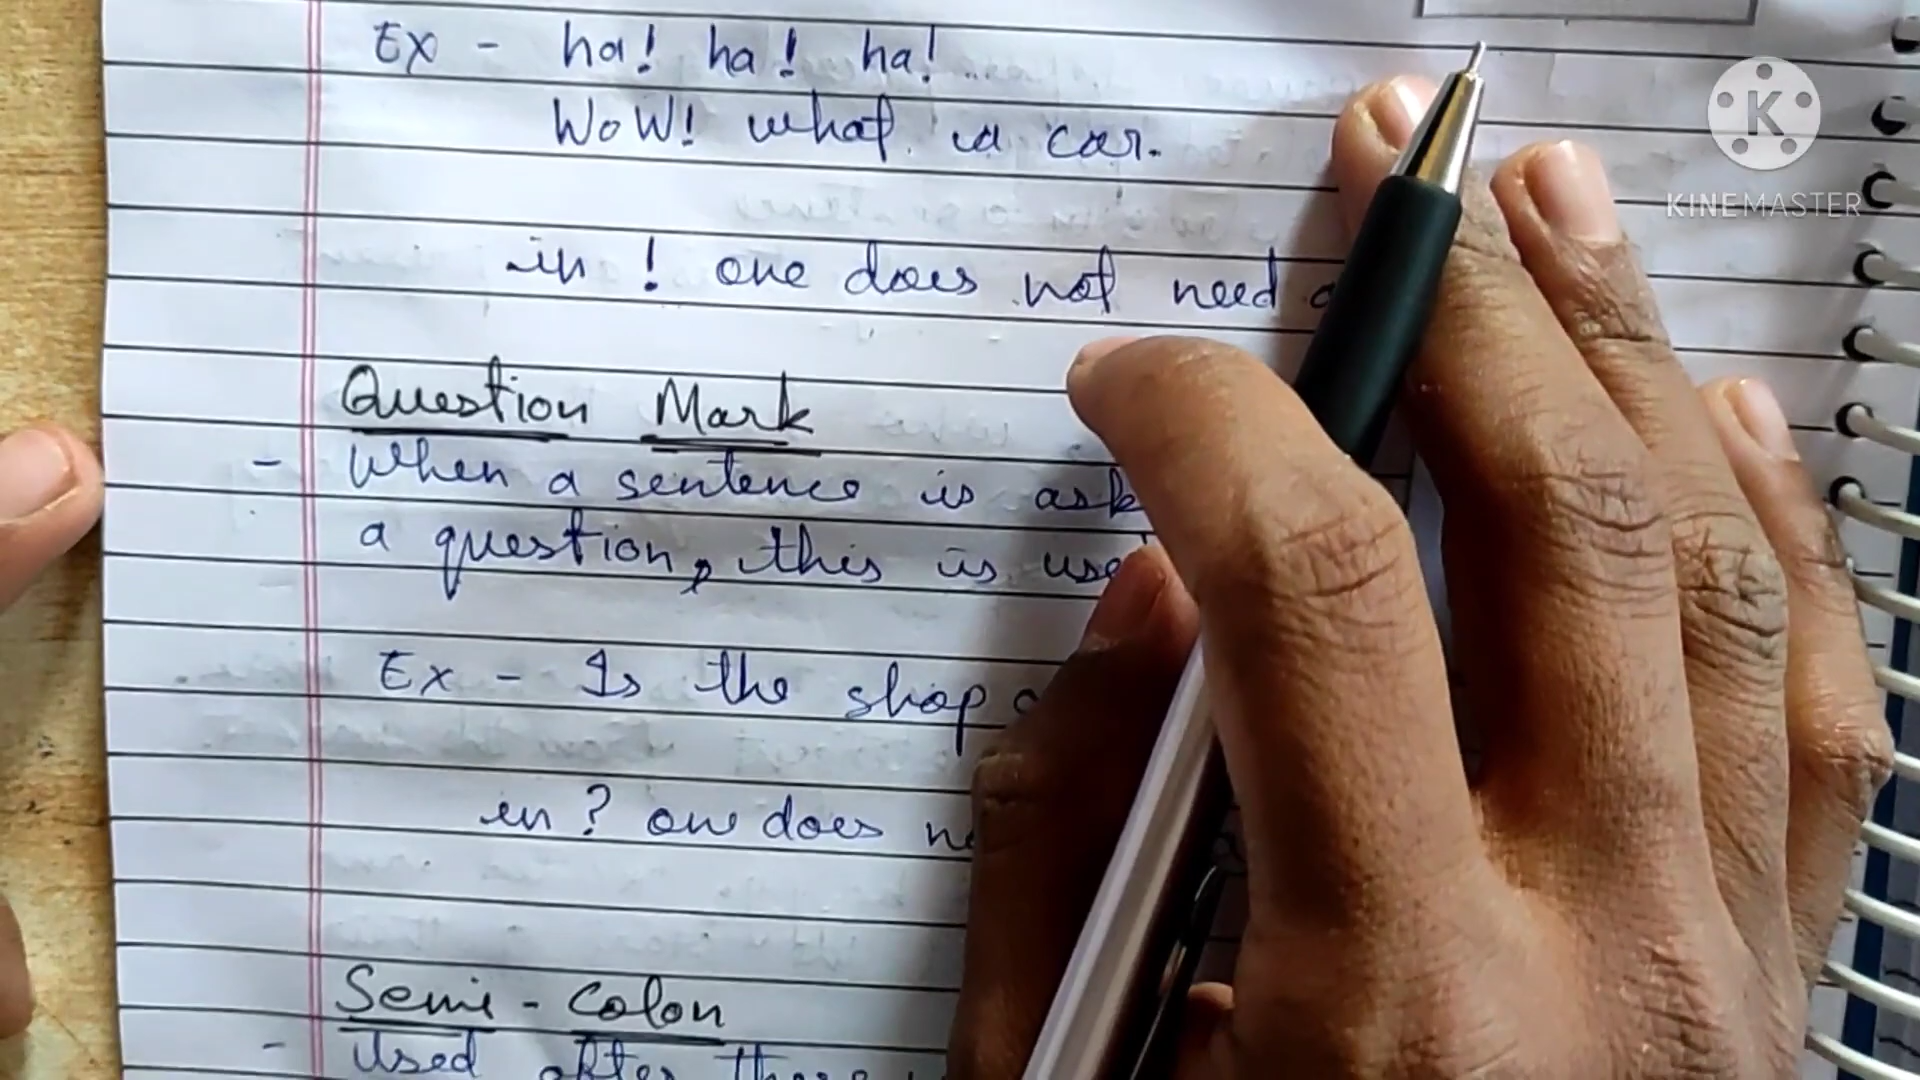 Ex - ha! ha! ha!
WOW! what a car.
in ! one does not need
Question Mark
- When a sentence is ask
a question, this is use
Ex - Is the shop
in ? one does
Semi - Colon
- Used after
K
KINEMASTER